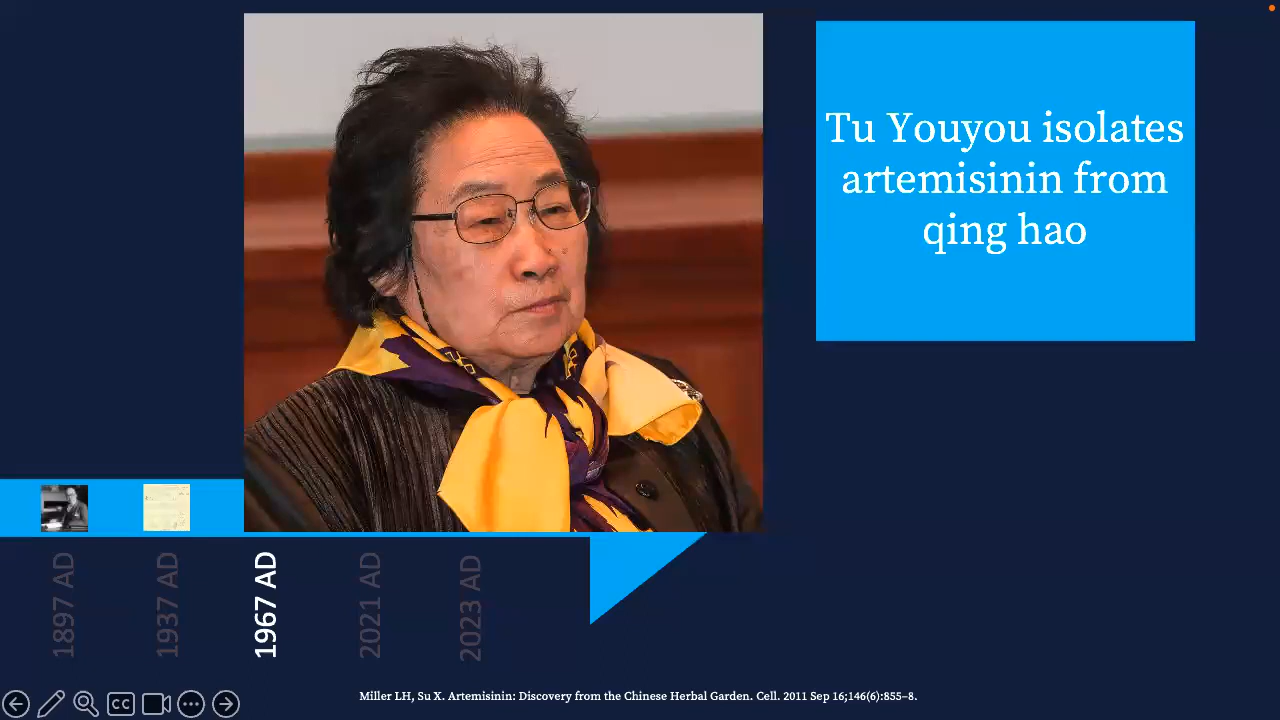 Tu Youyou isolates
artemisinin from
qing hao
1897 AD
1937 AD
1967 AD
2021 AD
2023 AD
CC
Miller LH, Su X. Artemisinin: Discovery from the Chinese Herbal Garden. Cell. 2011 Sep 16;146(6):855–8.